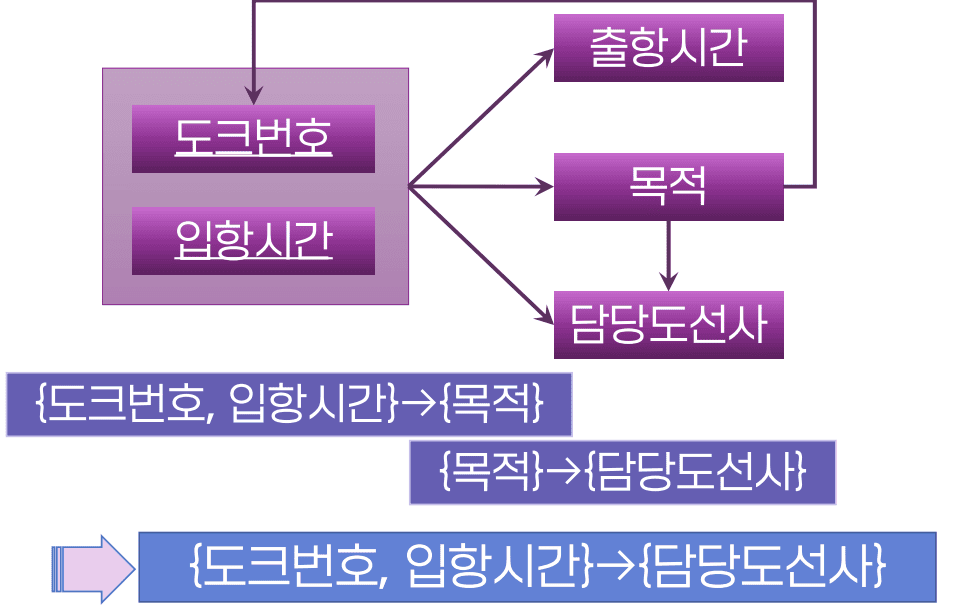 출항시간
도크번호
목적
입항시간
담당도선사
{도크번호, 입항시간}→{목적}
{목적}→{담당도선사}
{도크번호, 입항시간}→{담당도선사}